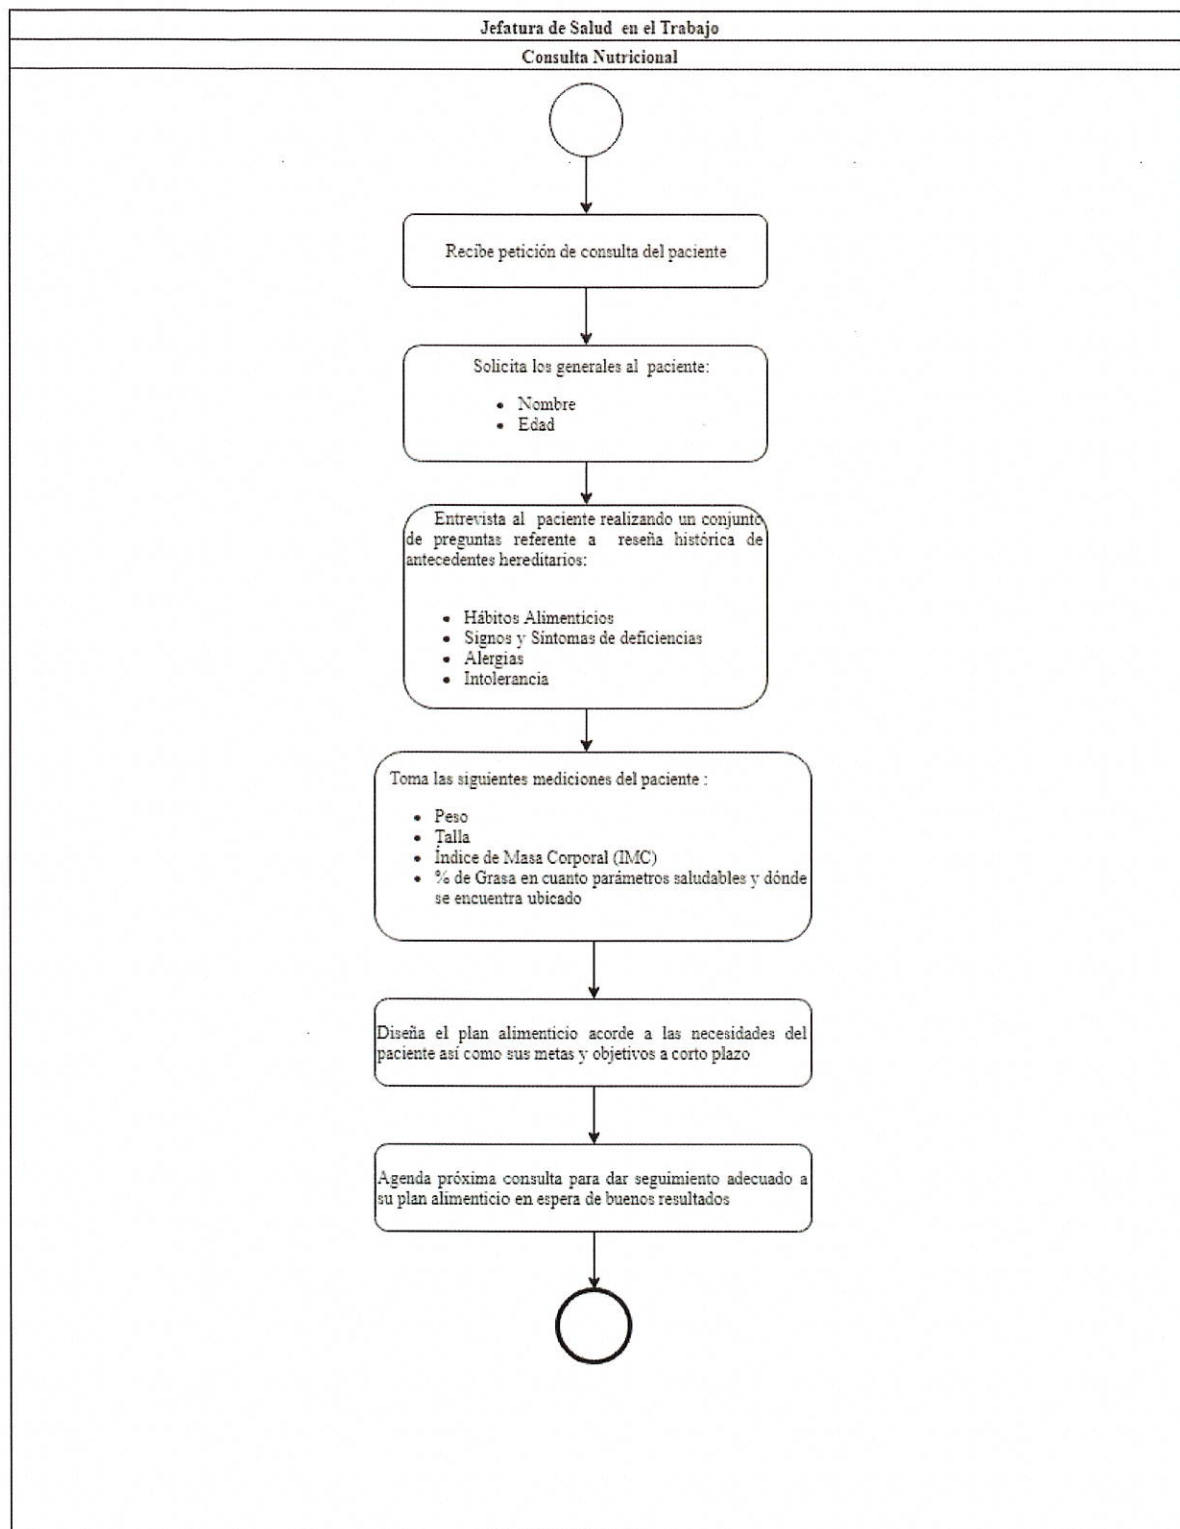 Jefatura de Salud en el Trabajo
Consulta Nutricional
Recibe petición de consulta del paciente
Solicita los generales al paciente:
• Nombre
• Edad
Entrevista al paciente realizando un conjunto
de preguntas referente a reseña histórica de
antecedentes hereditarios:
• Hábitos Alimenticios
• Signos y Síntomas de deficiencias
• Alergias
• Intolerancia
Toma las siguientes mediciones del paciente :
• Peso
• Talla
• Índice de Masa Corporal (IMC)
• % de Grasa en cuanto parámetros saludables y dónde
se encuentra ubicado
Diseña el plan alimenticio acorde a las necesidades del
paciente así como sus metas y objetivos a corto plazo
Agenda próxima consulta para dar seguimiento adecuado a
su plan alimenticio en espera de buenos resultados